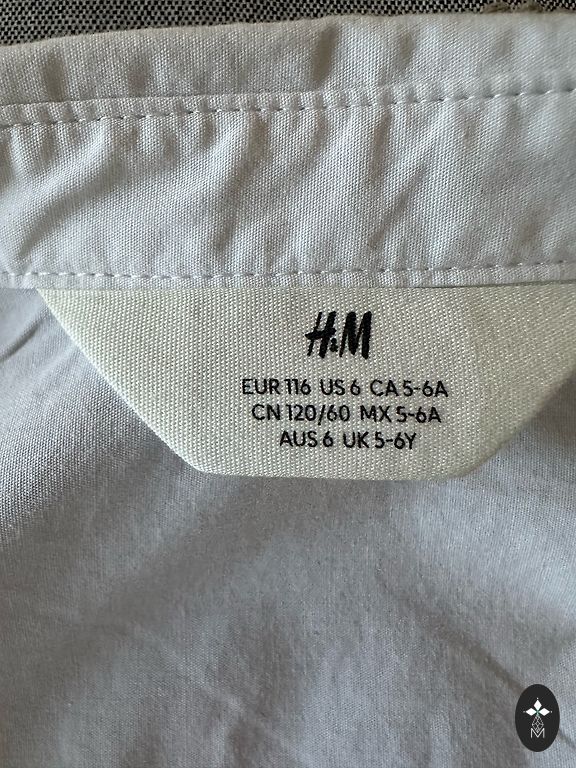 H&M
EUR 116 US 6 CA 5-6A
CN 120/60 MX 5-6A
AUS 6 UK 5-6Y
M